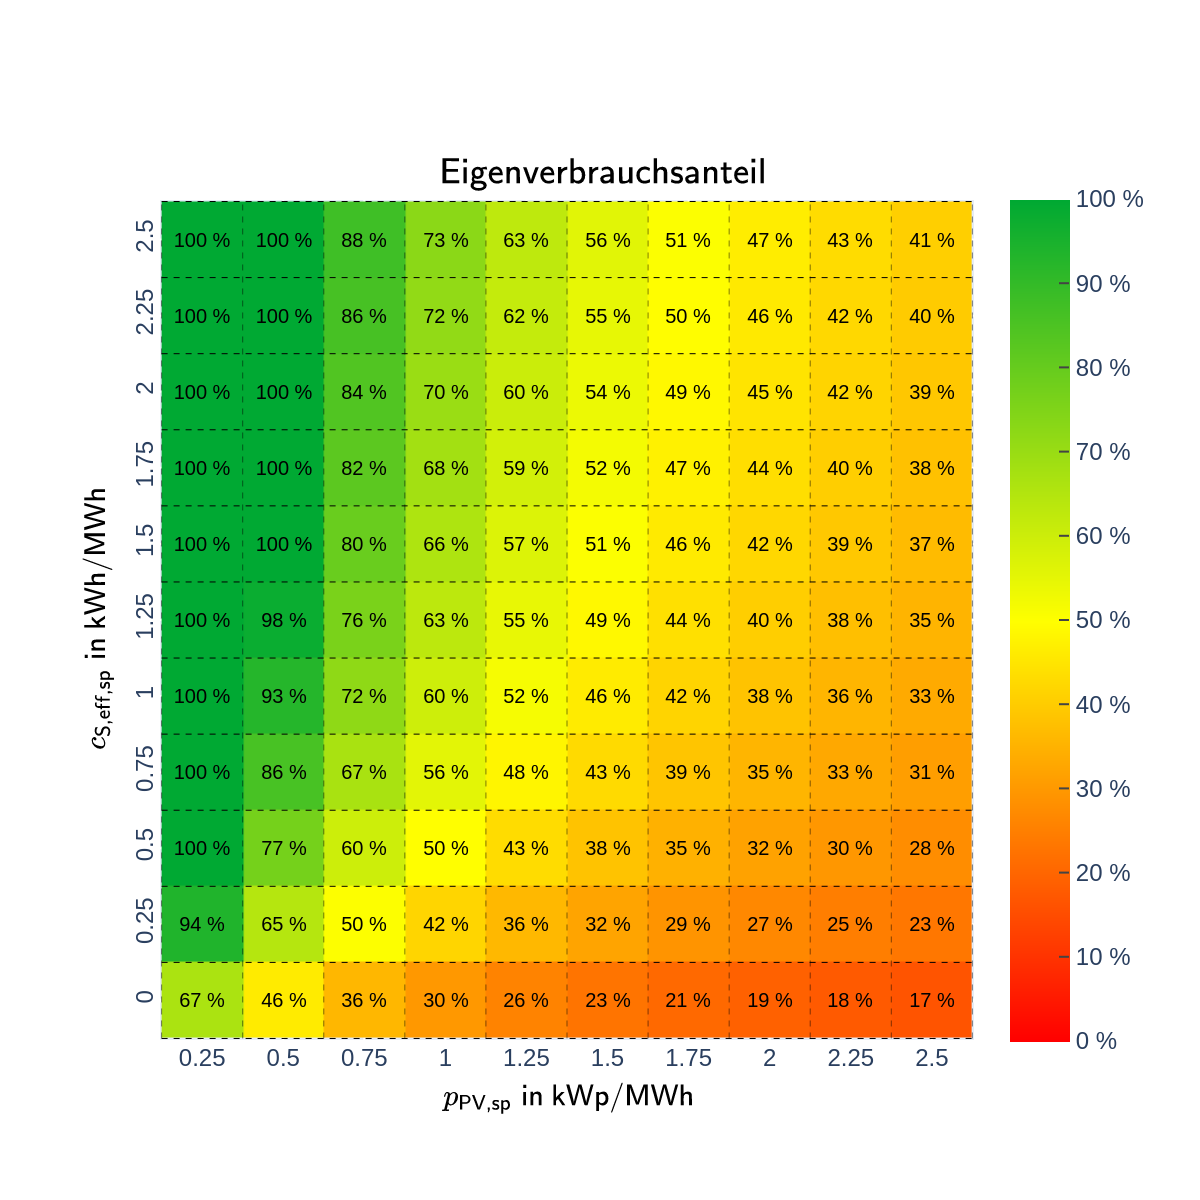 Eigenverbrauchsanteil
2.5 100 % 100 % 88 % 73 % 63 % 56 % 51 % 47 % 43 % 41 %
2.25 100 % 100 % 86 % 72 % 62 % 55 % 50 % 46 % 42 % 40 %
2 100 % 100 % 84 % 70 % 60 % 54 % 49 % 45 % 42 % 39 %
1.75 100 % 100 % 82 % 68 % 59 % 52 % 47 % 44 % 40 % 38 %
1.5 100 % 100 % 80 % 66 % 57 % 51 % 46 % 42 % 39 % 37 %
1.25 100 % 98 % 76 % 63 % 55 % 49 % 44 % 40 % 38 % 35 %
1 100 % 93 % 72 % 60 % 52 % 46 % 42 % 38 % 36 % 33 %
0.75 100 % 86 % 67 % 56 % 48 % 43 % 39 % 35 % 33 % 31 %
0.5 100 % 77 % 60 % 50 % 43 % 38 % 35 % 32 % 30 % 28 %
0.25 94 % 65 % 50 % 42 % 36 % 32 % 29 % 27 % 25 % 23 %
0 67 % 46 % 36 % 30 % 26 % 23 % 21 % 19 % 18 % 17 %
0.25 0.5 0.75 1 1.25 1.5 1.75 2 2.25 2.5
p PV,sp in kWp/MWh
c S,eff,sp in kWh/MWh
100 %
90 %
80 %
70 %
60 %
50 %
40 %
30 %
20 %
10 %
0 %